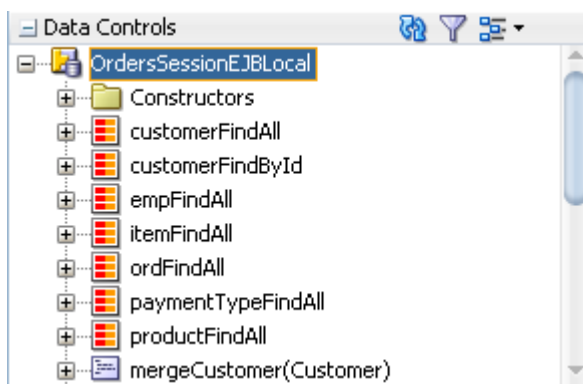 Data Controls
OrdersSessionEJBLocal
Constructors
customerFindAll
customerFindById
empFindAll
itemFindAll
ordFindAll
paymentTypeFindAll
productFindAll
mergeCustomer(Customer)